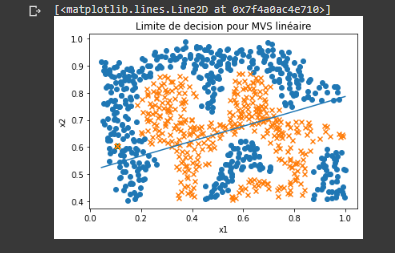 [<matplotlib.lines.Line2D at 0x7f4a0ac4e710>]
Limite de decision pour MVS linéaire
1.0
0.9
0.8
0.7
0.6
0.5
0.4
x2
0.0 0.2 0.4 0.6 0.8 1.0
x1